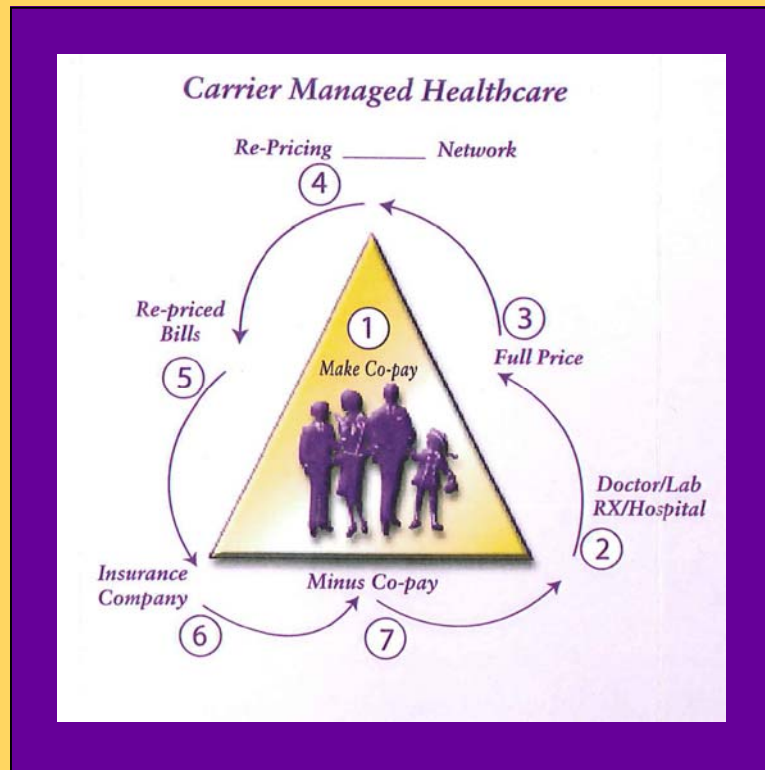 Carrier Managed Healthcare
Re-Pricing ______ Network
4
Re-priced
Bills
5
1
Make Co-pay
3
Full Price
Doctor/Lab
RX/Hospital
2
Insurance
Company
6
Minus Co-pay
7